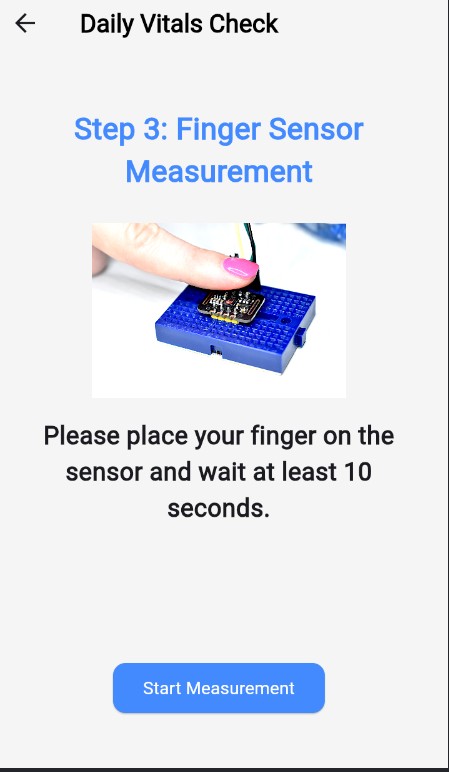 Daily Vitals Check
Step 3: Finger Sensor
Measurement
Please place your finger on the
sensor and wait at least 10
seconds.
Start Measurement